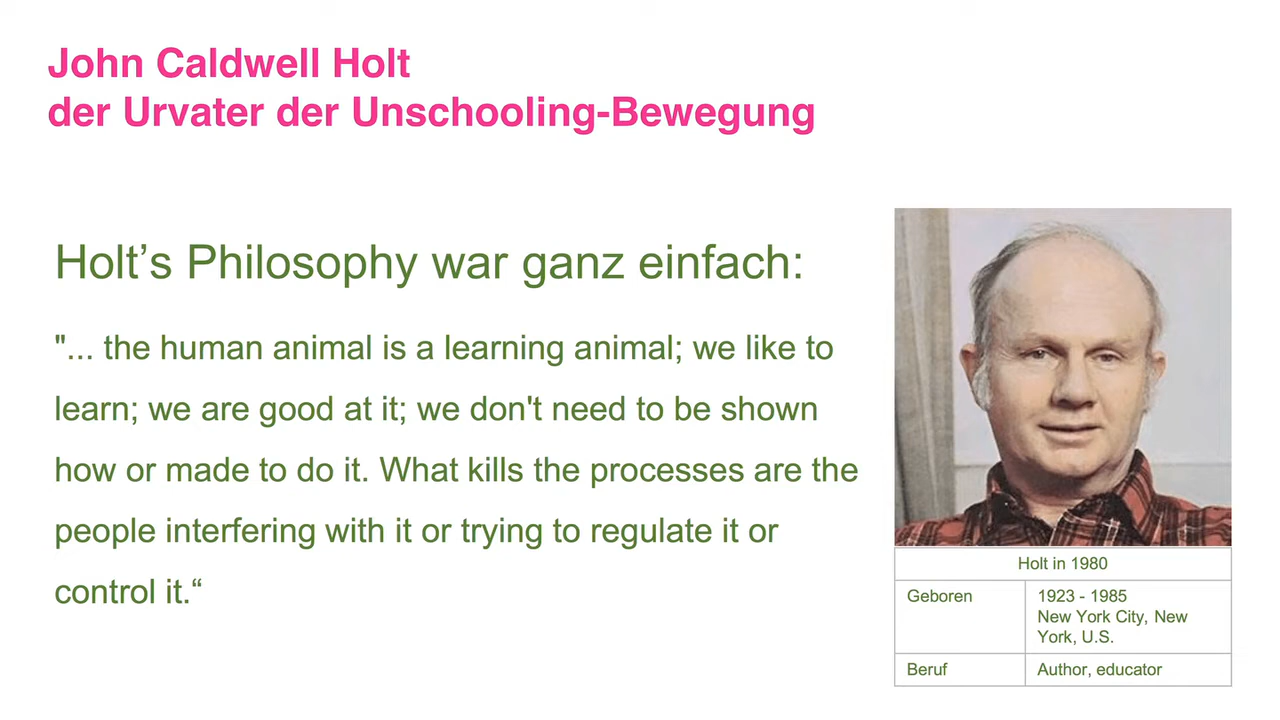 John Caldwell Holt
der Urvater der Unschooling-Bewegung
Holt’s Philosophy war ganz einfach:
"... the human animal is a learning animal; we like to
learn; we are good at it; we don't need to be shown
how or made to do it. What kills the processes are the
people interfering with it or trying to regulate it or
control it.“
Holt in 1980
Geboren
1923 - 1985
New York City, New
York, U.S.
Beruf
Author, educator